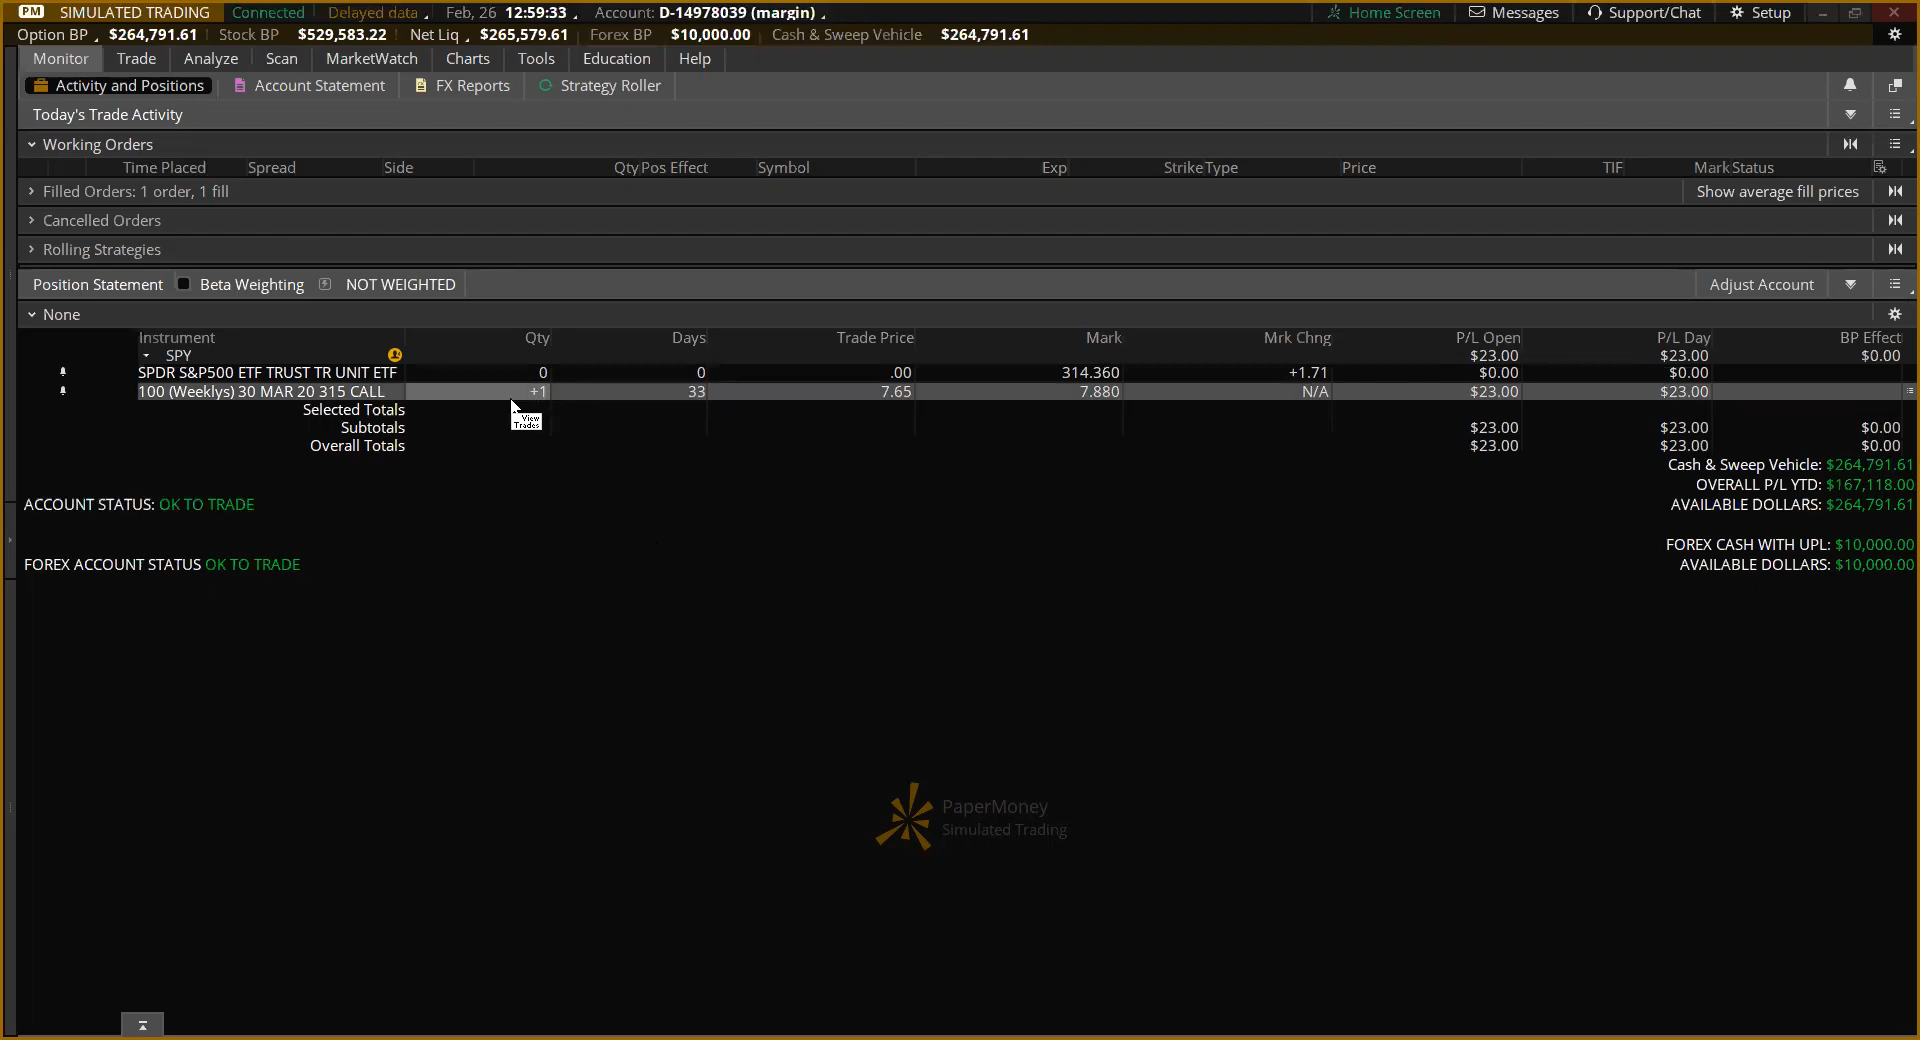 PM SIMULATED TRADING Connected Delayed data Feb, 26 12:59:33 Account: D-14978039 (margin) Home Screen Messages Support/Chat Setup
Option BP $264,791.61 Stock BP $529,583.22 Net Liq $265,579.61 Forex BP $10,000.00 Cash & Sweep Vehicle $264,791.61
Monitor Trade Analyze Scan MarketWatch Charts Tools Education Help
Activity and Positions Account Statement FX Reports Strategy Roller
Today's Trade Activity
Working Orders
Time Placed Spread Side Qty Pos Effect Symbol Exp Strike Type Price TIF Mark Status
Filled Orders: 1 order, 1 fill Show average fill prices
Cancelled Orders
Rolling Strategies
Position Statement Beta Weighting NOT WEIGHTED Adjust Account
None
Instrument Qty Days Trade Price Mark Mrk Chng P/L Open P/L Day BP Effect
SPY $23.00 $23.00 $0.00
SPDR S&P500 ETF TRUST TR UNIT ETF 0 0 .00 314.360 +1.71 $0.00 $0.00
100 (Weeklys) 30 MAR 20 315 CALL +1 33 7.65 7.880 N/A $23.00 $23.00
Selected Totals
View
Trades
Subtotals $23.00 $23.00 $0.00
Overall Totals $23.00 $23.00 $0.00
Cash & Sweep Vehicle: $264,791.61
OVERALL P/L YTD: $167,118.00
ACCOUNT STATUS: OK TO TRADE AVAILABLE DOLLARS: $264,791.61
FOREX CASH WITH UPL: $10,000.00
FOREX ACCOUNT STATUS OK TO TRADE AVAILABLE DOLLARS: $10,000.00
PaperMoney
Simulated Trading